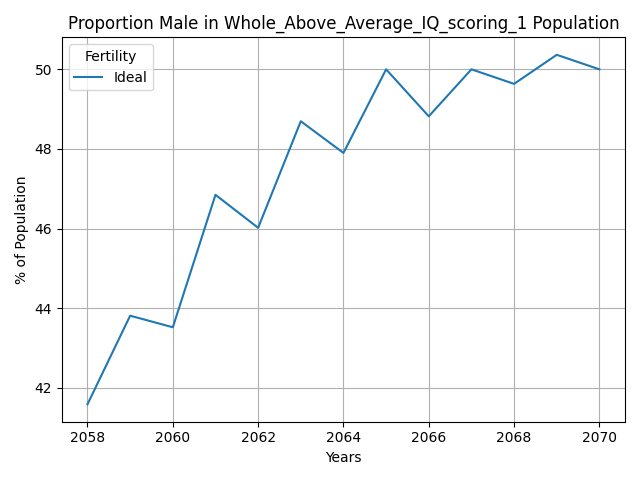 Proportion Male in Whole_Above_Average_IQ_scoring_1 Population
Fertility
Ideal
% of Population
50
48
46
44
42
2058 2060 2062 2064 2066 2068 2070
Years